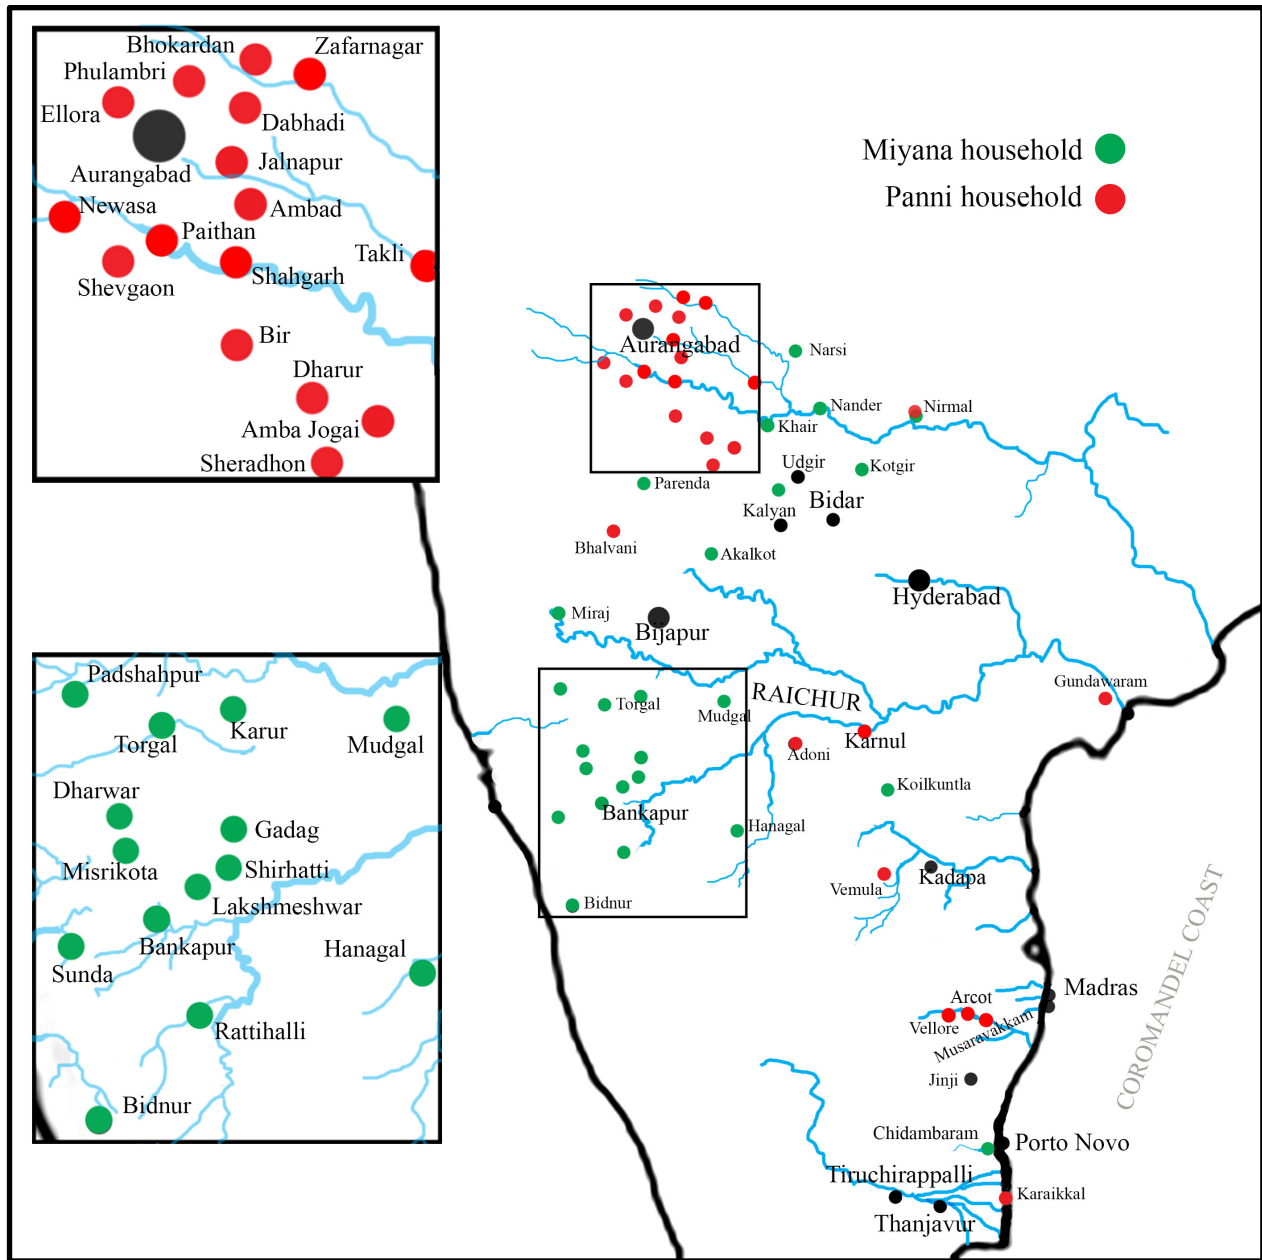 Bhokardan
Zafarnagar
Phulambri
Ellora
Dabhadi
Aurangabad
Jalnapur
Newasa
Ambad
Paithan
Takli
Shahgarh
Shevgaon
Bir
Dharur
Amba Jogai
Sheradhon
Miyana household
Panni household
Aurangabad
Narsi
Nander
Nirmal
Khair
Udgir
Kotgir
Parenda
Kalyan
Bidar
Bhalvani
Akalkot
Hyderabad
Miraj
Bijapur
Gundawaram
Torgal
Mudgal
RAICHUR
Karnul
Adoni
Koilkuntla
Bankapur
Hanagal
Vemula
Kadapa
Bidnur
Padshahpur
Karur
Torgal
Mudgal
Dharwar
Gadag
Misrikota
Shirhatti
Lakshmeshwar
Bankapur
Hanagal
Sunda
Rattihalli
Bidnur
COROMANDEL COAST
Madras
Arcot
Vellore
Musaravakkam
Jinji
Chidambaram
Porto Novo
Tiruchirappalli
Karaikkal
Thanjavur